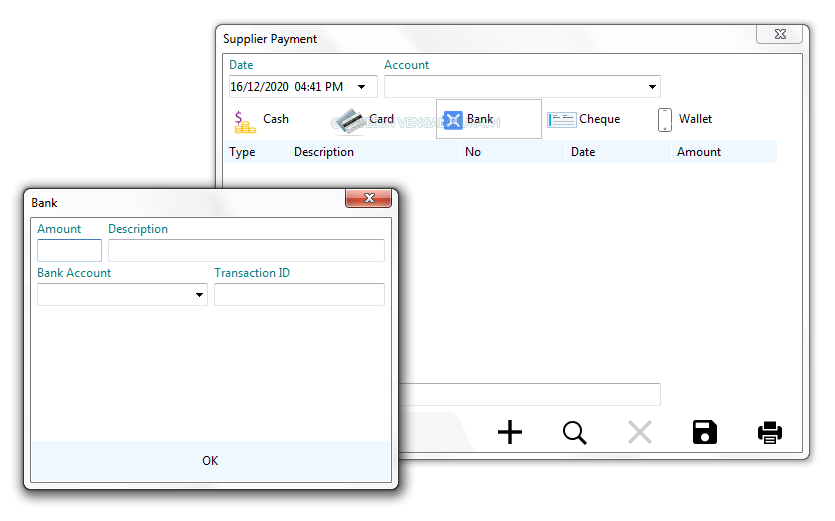 Supplier Payment
Date
Account
16/12/2020 04:41 PM
Cash
Card
Bank
Cheque
Wallet
Type
Description
No
Date
Amount
Bank
Amount
Description
Bank Account
Transaction ID
OK